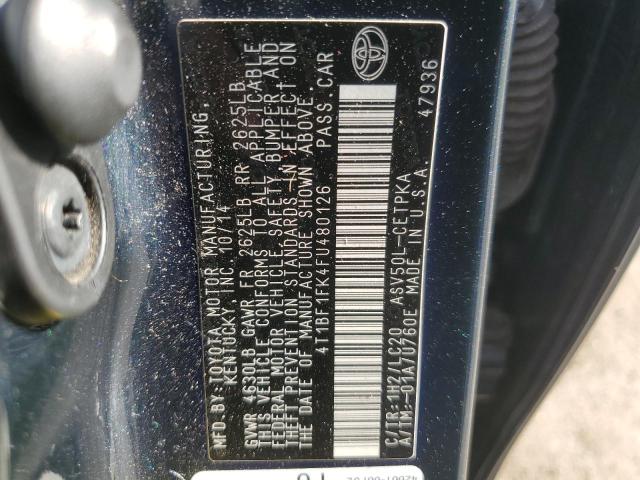 MFD.BY:TOYOTA MOTOR MANUFACTURING,
KENTUCKY, INC. 10/14
GVWR 4630LB GAWR FR 2625LB RR 2625LB
THIS VEHICLE CONFORMS TO ALL APPLICABLE
FEDERAL MOTOR VEHICLE SAFETY, BUMPER AND
THEFT PREVENTION STANDARDS IN EFFECT ON
THE DATE OF MANUFACTURE SHOWN ABOVE.
4T1BF1FK4FU480126 PASS.CAR
C/TR:1H2/LC20 ASV50L-CETPKA
A/TM:-01A/U760E MADE IN U.S.A.
47936